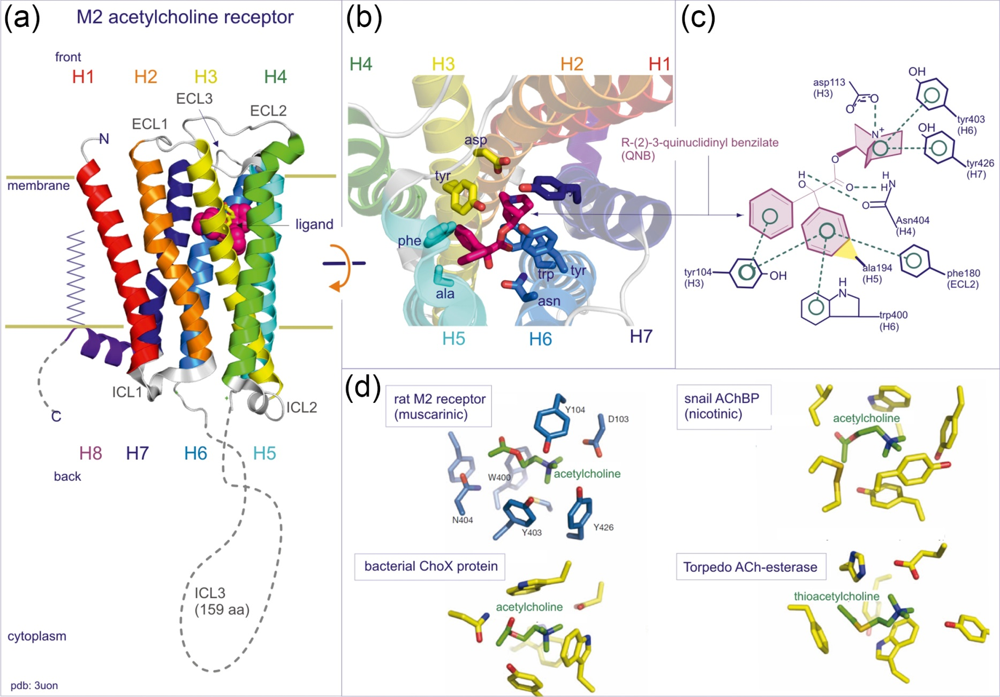 (a)
M2 acetylcholine receptor
front
H1
H2
H3
H4
ECL3
ECL1
ECL2
N
membrane
ligand
ICL1
ICL2
C
H8
H7
H6
H5
back
ICL3
(159 aa)
cytoplasm
pdb: 3uon
(b)
H4
H3
H2
H1
asp
tyr
phe
ala
trp
tyr
asn
H5
H6
H7
R-(2)-3-quinuclidinyl benzilate
(QNB)
(c)
OH
asp113
(H3)
O
O
tyr403
(H6)
N+
OH
tyr426
(H7)
O
H
O
O
H
H N
O
Asn404
(H4)
tyr104
(H3)
OH
ala194
(H5)
phe180
(ECL2)
H
N
trp400
(H6)
(d)
rat M2 receptor
(muscarinic)
Y104
D103
W400
acetylcholine
N404
Y403
Y426
snail AChBP
(nicotinic)
acetylcholine
bacterial ChoX protein
acetylcholine
Torpedo ACh-esterase
thioacetylcholine